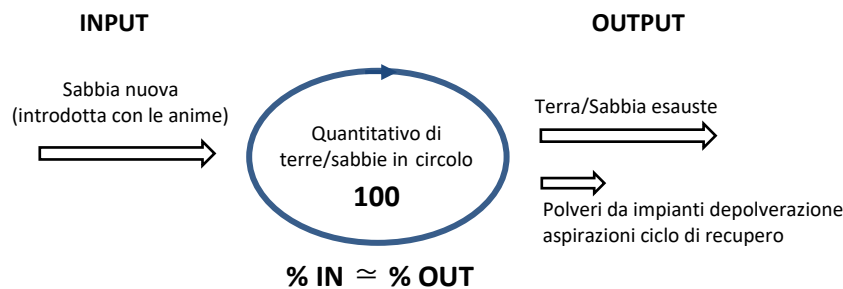 INPUT
OUTPUT
Sabbia nuova
(introdotta con le anime)
Quantitativo di
terre/sabbie in circolo
100
Terra/Sabbia esauste
Polveri da impianti depolverazione
aspirazioni ciclo di recupero
% IN ≃ % OUT